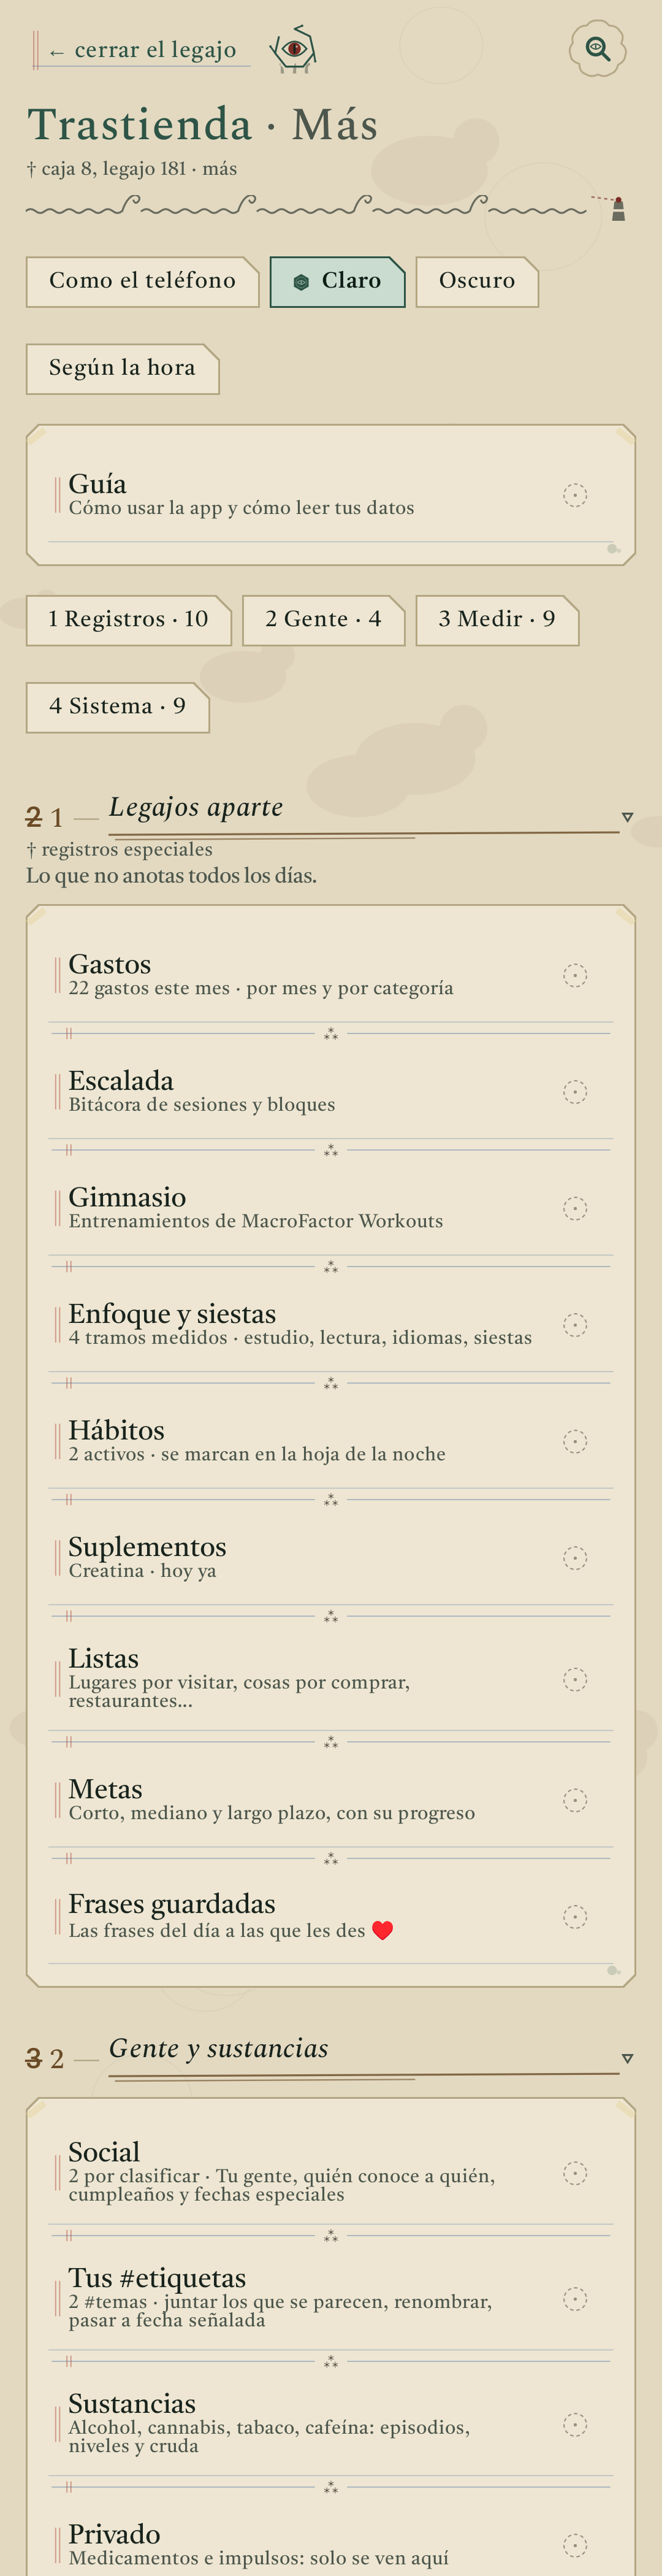 ← cerrar el legajo
Trastienda · Más
† caja 8, legajo 181 · más
Como el teléfono
Claro
Oscuro
Según la hora
Guía
Cómo usar la app y cómo leer tus datos
1 Registros · 10
2 Gente · 4
3 Medir · 9
4 Sistema · 9
2 1 — Legajos aparte
† registros especiales
Lo que no anotas todos los días.
Gastos
22 gastos este mes · por mes y por categoría
Escalada
Bitácora de sesiones y bloques
Gimnasio
Entrenamientos de MacroFactor Workouts
Enfoque y siestas
4 tramos medidos · estudio, lectura, idiomas, siestas
Hábitos
2 activos · se marcan en la hoja de la noche
Suplementos
Creatina · hoy ya
Listas
Lugares por visitar, cosas por comprar,
restaurantes...
Metas
Corto, mediano y largo plazo, con su progreso
Frases guardadas
Las frases del día a las que les des ❤️
3 2 — Gente y sustancias
Social
2 por clasificar · Tu gente, quién conoce a quién,
cumpleaños y fechas especiales
Tus #etiquetas
2 #temas · juntar los que se parecen, renombrar,
pasar a fecha señalada
Sustancias
Alcohol, cannabis, tabaco, cafeína: episodios,
niveles y cruda
Privado
Medicamentos e impulsos: solo se ven aquí